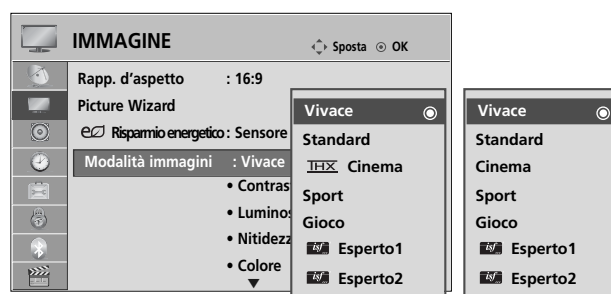 IMMAGINE
Sposta OK
Rapp. d'aspetto : 16:9
Picture Wizard
Risparmio energetico : Sensore
Modalità immagini : Vivace
• Contras
• Luminos
• Nitidezz
• Colore
Vivace
Standard
THX Cinema
Sport
Gioco
isf Esperto1
isf Esperto2
Vivace
Standard
Cinema
Sport
Gioco
isf Esperto1
isf Esperto2